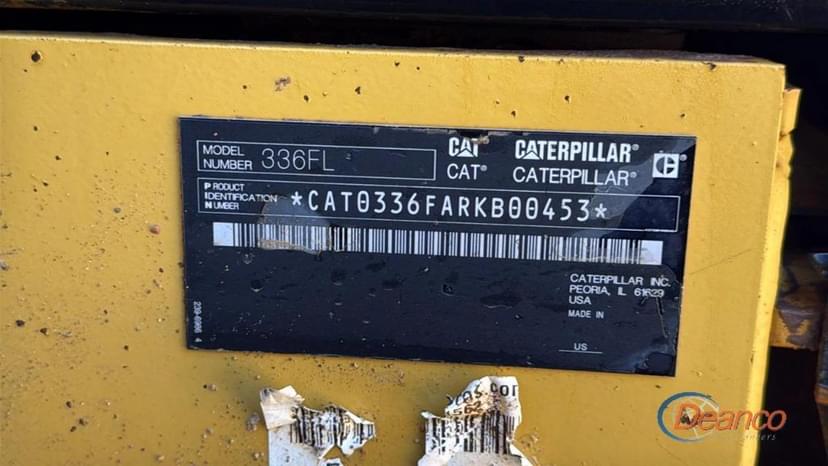 MODEL NUMBER 336FL
CAT CATERPILLAR®
CAT® CATERPILLAR®
PRODUCT IDENTIFICATION NUMBER *CAT0336FARKB00453*
CATERPILLAR INC.
PEORIA, IL 61629
USA
MADE IN
US
Deanco